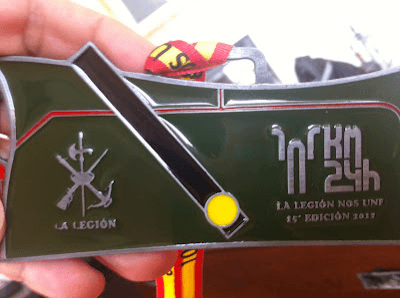 LA LEGIÓN
101KM
24h
LA LEGIÓN NOS UNE
15ª EDICIÓN 2012